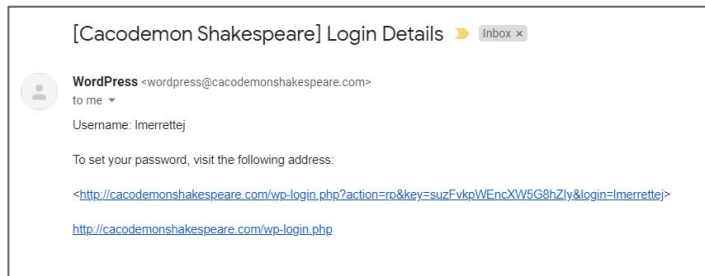 [Cacodemon Shakespeare] Login Details Inbox ×
WordPress <wordpress@cacodemonshakespeare.com>
to me
Username: lmerrettej
To set your password, visit the following address:
<http://cacodemonshakespeare.com/wp-login.php?action=rp&key=suzFvkpWEncXW5G8hZIy&login=lmerrettej>
http://cacodemonshakespeare.com/wp-login.php